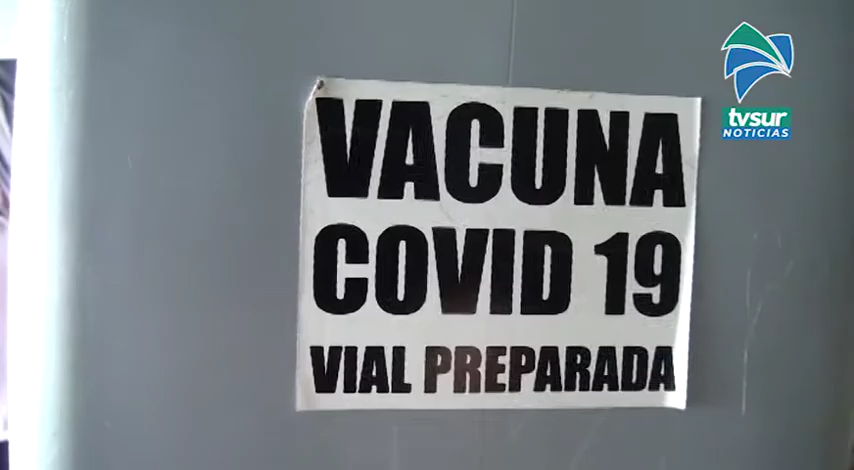 VACUNA
COVID 19
VIAL PREPARADA
tvsur
NOTICIAS